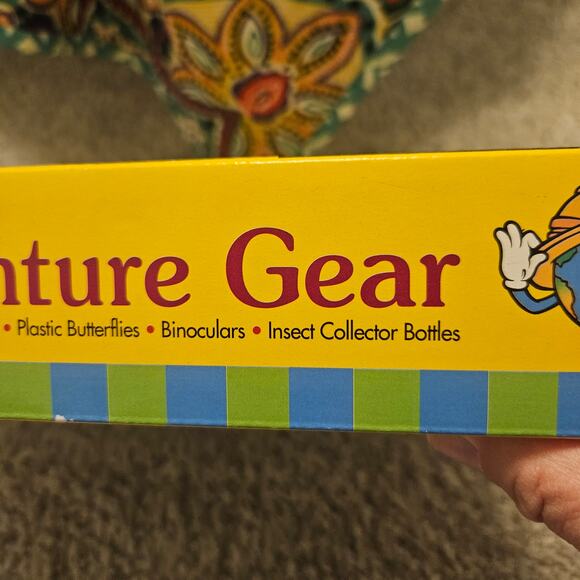 nture Gear
• Plastic Butterflies • Binoculars • Insect Collector Bottles